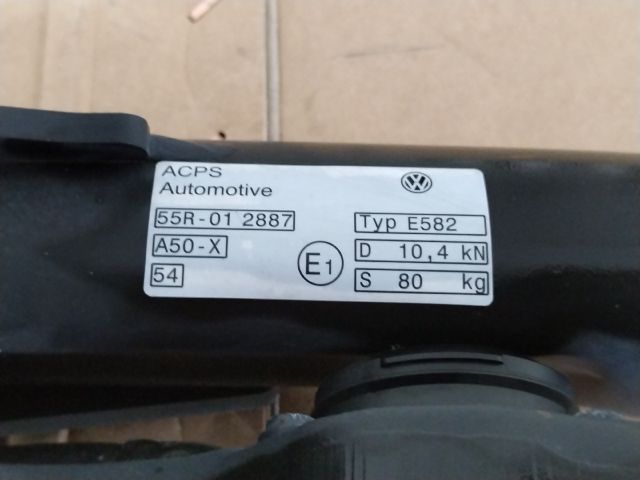 ACPS
Automotive
55R-01 2887
A50-X
54
E1
Typ E582
D 10,4 kN
S 80 kg